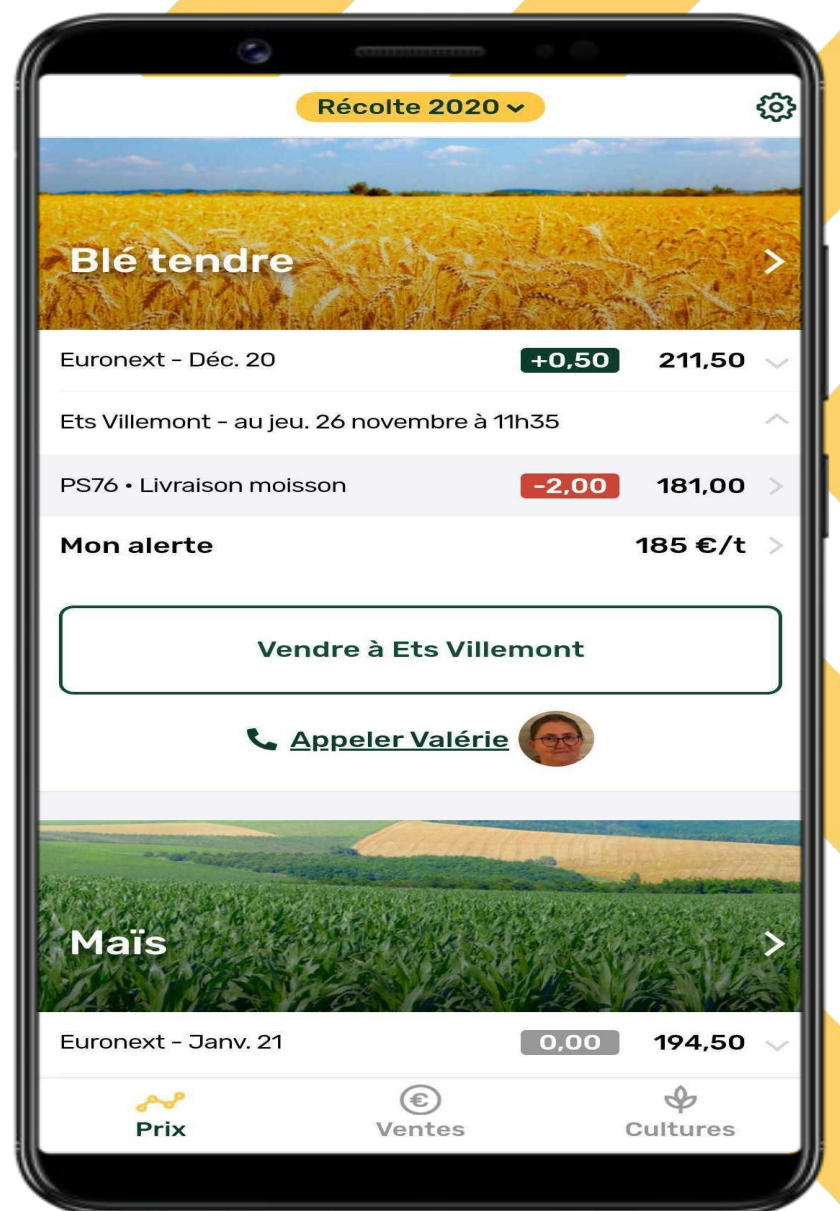 Récolte 2020
Blé tendre
Euronext - Déc. 20 +0,50 211,50
Ets Villemont - au jeu. 26 novembre à 11h35
PS76 • Livraison moisson -2,00 181,00
Mon alerte 185 €/t
Vendre à Ets Villemont
Appeler Valérie
Maïs
Euronext - Janv. 21 0,00 194,50
Prix Ventes Cultures